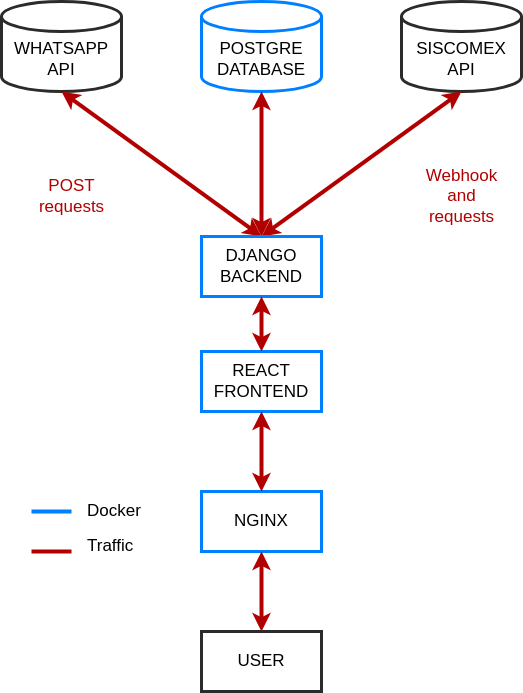 WHATSAPP
API
POSTGRE
DATABASE
SISCOMEX
API
POST
requests
Webhook
and
requests
DJANGO
BACKEND
REACT
FRONTEND
NGINX
Docker
Traffic
USER